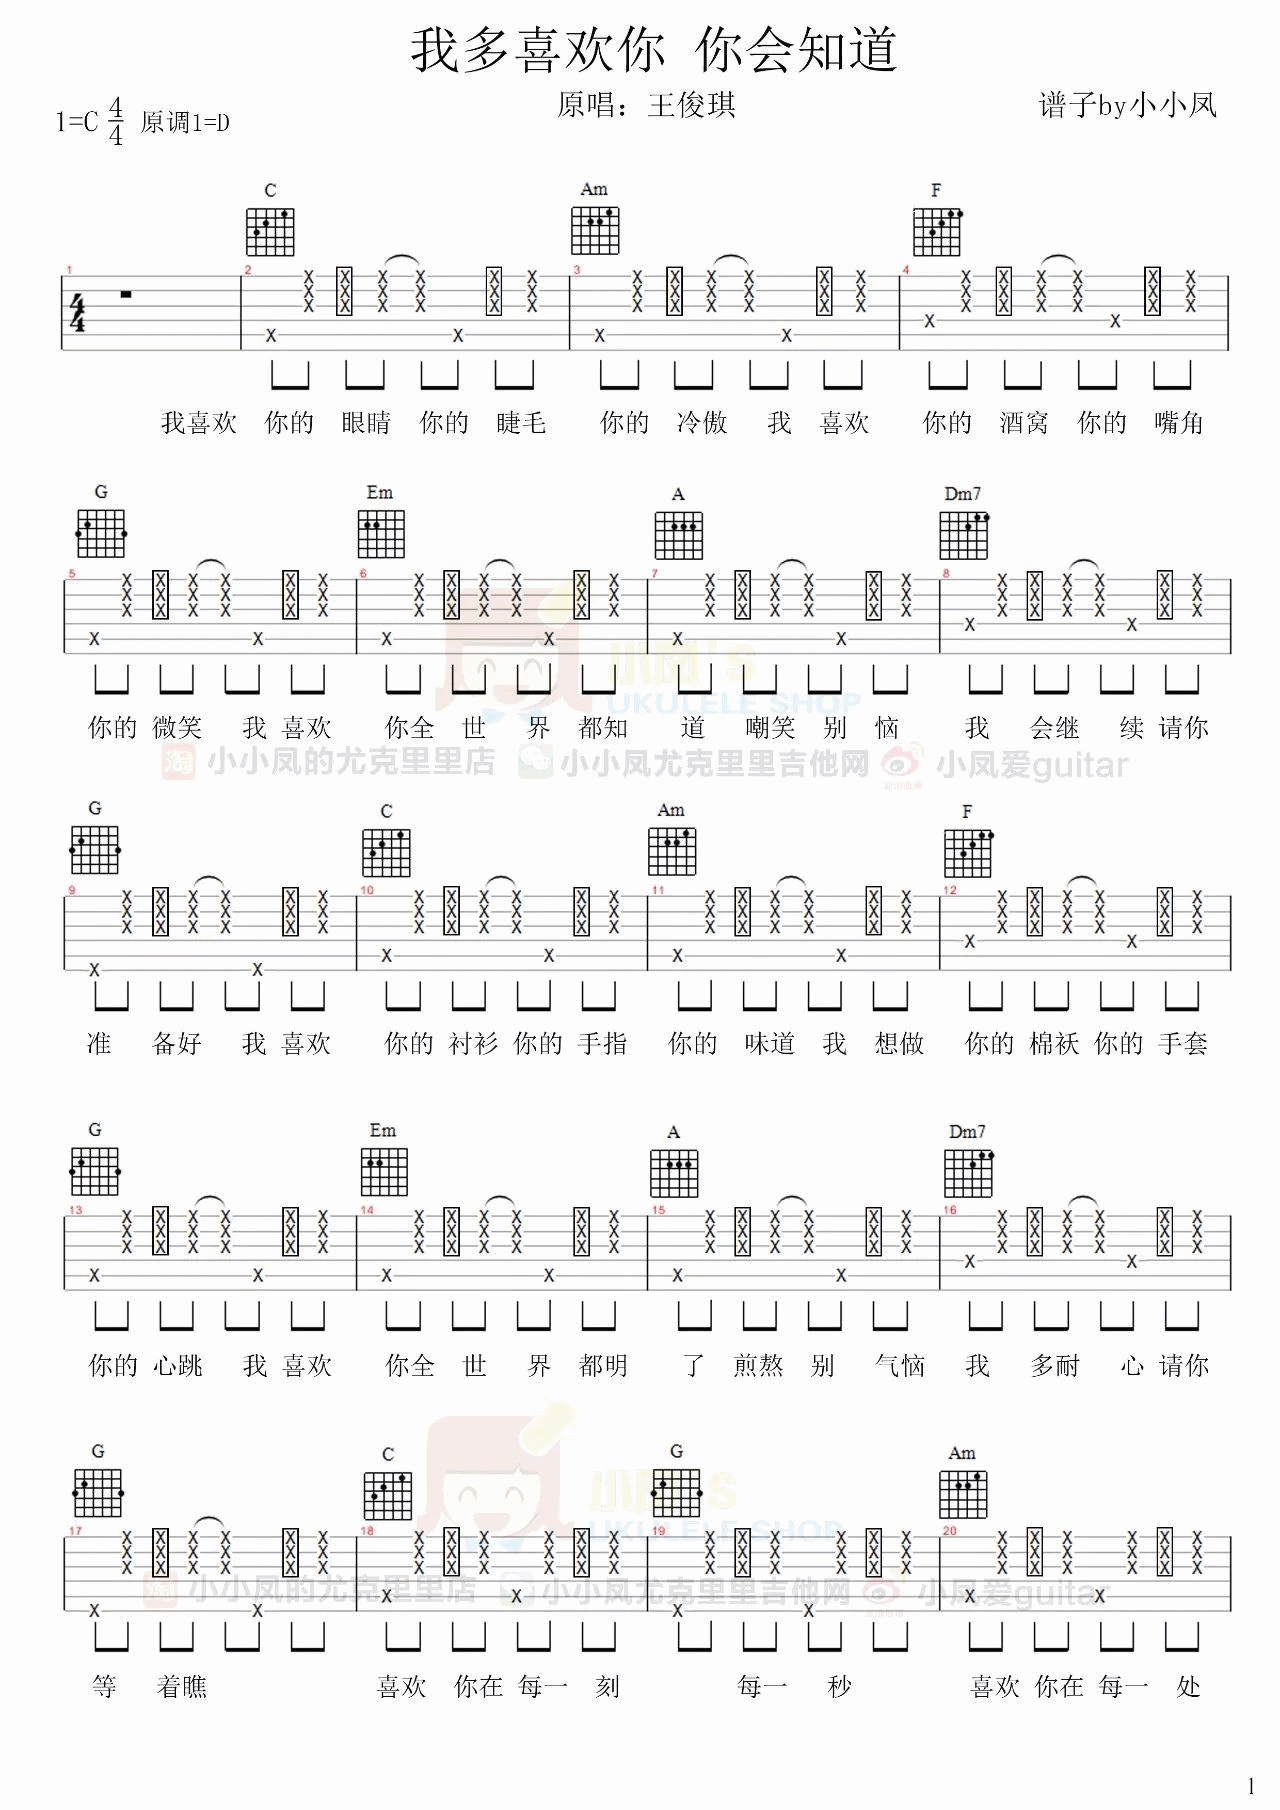 我多喜欢你 你会知道
原唱：王俊琪
谱子by小小凤
1=C 4/4 原调1=D
C Am F
1 2 3 4
我喜欢 你的 眼睛 你的 睫毛 你的 冷傲 我 喜欢 你的 酒窝 你的 嘴角
G Em A Dm7
5 6 7 8
小凤's
UKULELE SHOP
你的 微笑 我 喜欢 你全 世 界 都知 道 嘲笑 别 恼 我 会继 续 请你
淘 小小凤的尤克里里店 小小凤尤克里里吉他网 小凤爱guitar
G C Am F
9 10 11 12
准 备好 我 喜欢 你的 衬衫 你的 手指 你的 味道 我 想做 你的 棉袄 你的 手套
G Em A Dm7
13 14 15 16
你的 心跳 我 喜欢 你全 世 界 都明 了 煎熬 别 气恼 我 多耐 心 请你
G C G Am
小凤's
UKULELE SHOP
17 18 19 20
淘 小小凤的尤克里里店 小小凤尤克里里吉他网 小凤爱guitar
等 着瞧 喜欢 你在 每一 刻 每一 秒 喜欢 你在 每一 处
1